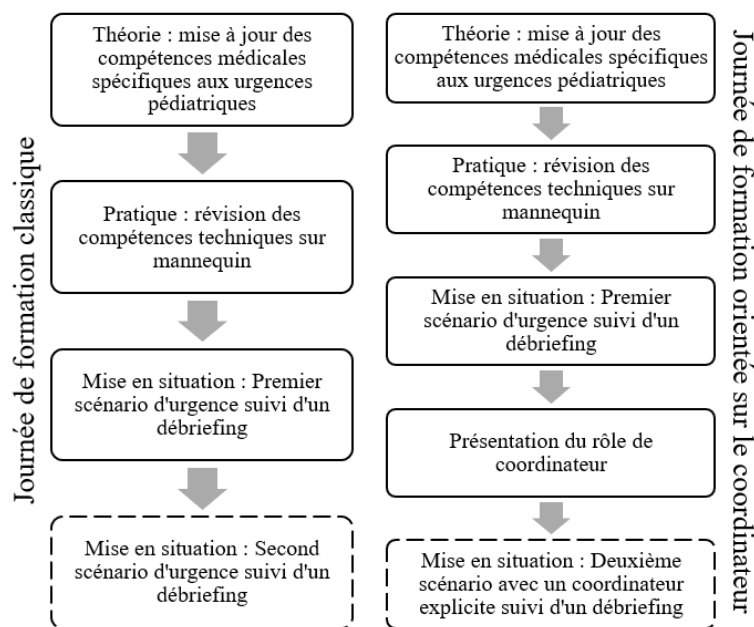 Journée de formation classique
Théorie : mise à jour des
compétences médicales
spécifiques aux urgences
pédiatriques
Pratique : révision des
compétences techniques sur
mannequin
Mise en situation : Premier
scénario d'urgence suivi d'un
débriefing
Mise en situation : Second
scénario d'urgence suivi d'un
débriefing
Théorie : mise à jour des
compétences médicales spécifiques
aux urgences pédiatriques
Pratique : révision des
compétences techniques sur
mannequin
Mise en situation : Premier
scénario d'urgence suivi d'un
débriefing
Présentation du rôle de
coordinateur
Mise en situation : Deuxième
scénario avec un coordinateur
explicite suivi d'un débriefing
Journée de formation orientée sur le coordinateur